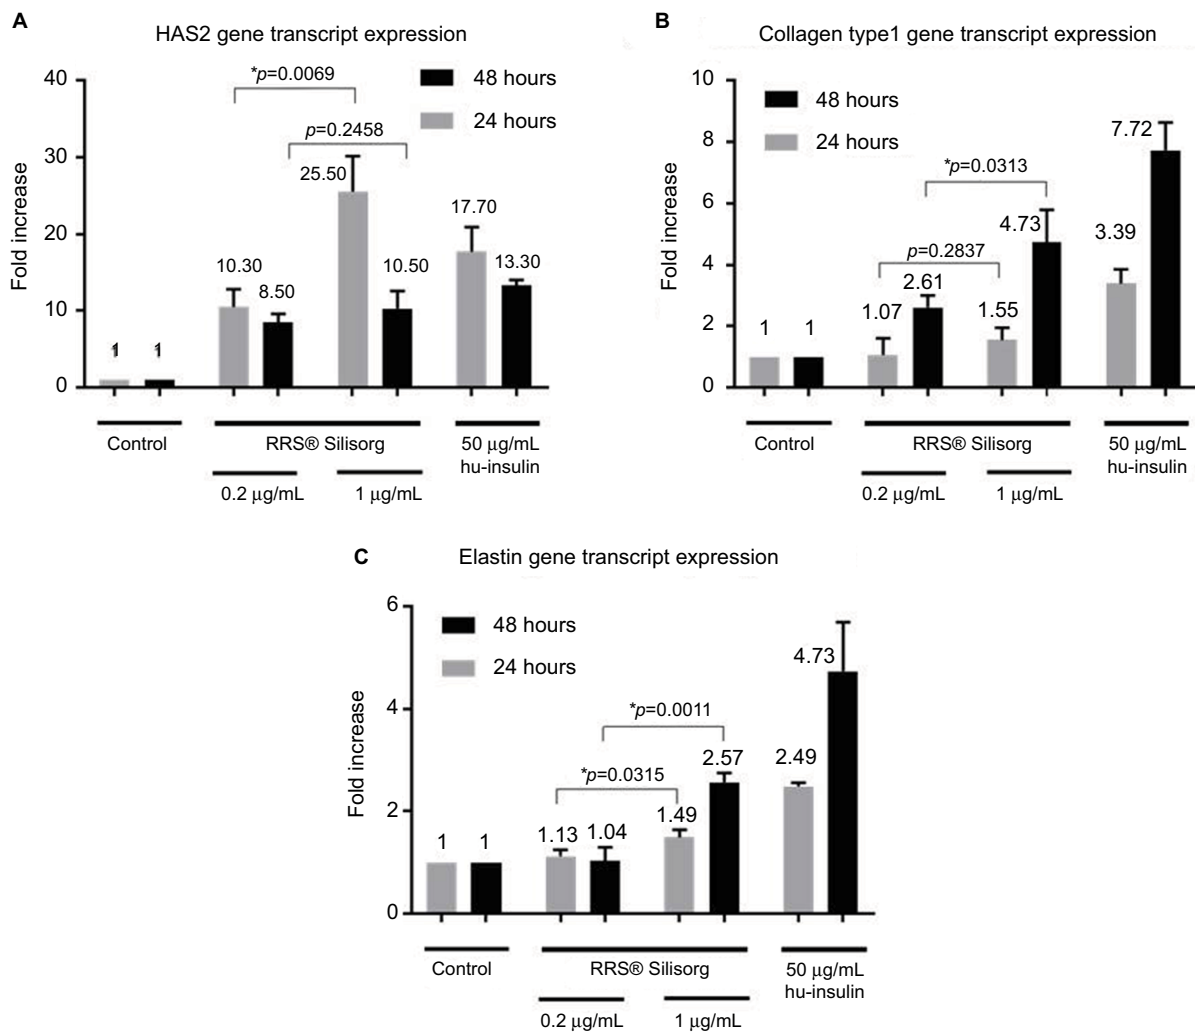 A
HAS2 gene transcript expression
Fold increase
40
30
20
10
0
48 hours
24 hours
*p=0.0069
p=0.2458
1
1
10.30
8.50
25.50
10.50
17.70
13.30
Control
RRS® Silisorg
50 μg/mL
hu-insulin
0.2 μg/mL
1 μg/mL
B
Collagen type1 gene transcript expression
Fold increase
10
8
6
4
2
0
48 hours
24 hours
*p=0.0313
p=0.2837
1
1
1.07
2.61
1.55
4.73
3.39
7.72
Control
RRS® Silisorg
50 μg/mL
hu-insulin
0.2 μg/mL
1 μg/mL
C
Elastin gene transcript expression
Fold increase
6
4
2
0
48 hours
24 hours
*p=0.0011
*p=0.0315
1
1
1.13
1.04
1.49
2.57
2.49
4.73
Control
RRS® Silisorg
50 μg/mL
hu-insulin
0.2 μg/mL
1 μg/mL